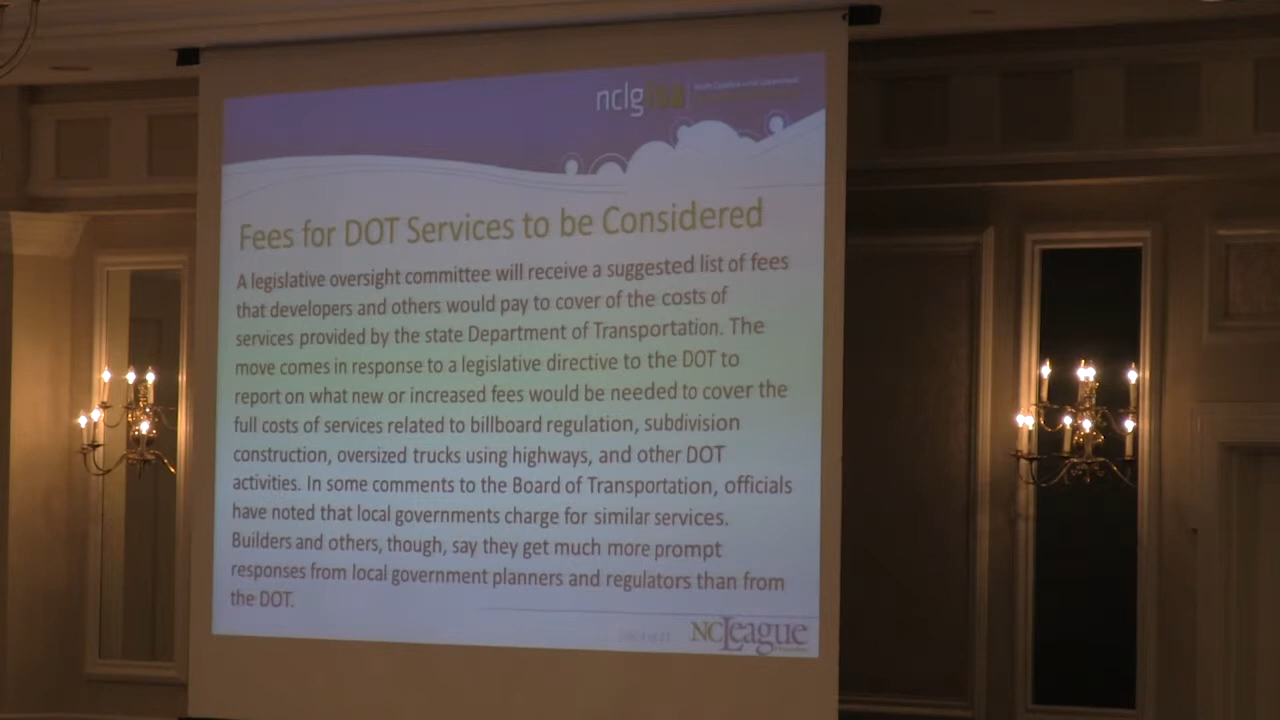 nclg
Fees for DOT Services to be Considered
A legislative oversight committee will receive a suggested list of fees
that developers and others would pay to cover of the costs of
services provided by the state Department of Transportation. The
move comes in response to a legislative directive to the DOT to
report on what new or increased fees would be needed to cover the
full costs of services related to billboard regulation, subdivision
construction, oversized trucks using highways, and other DOT
activities. In some comments to the Board of Transportation, officials
have noted that local governments charge for similar services.
Builders and others, though, say they get much more prompt
responses from local government planners and regulators than from
the DOT.
NCLeague